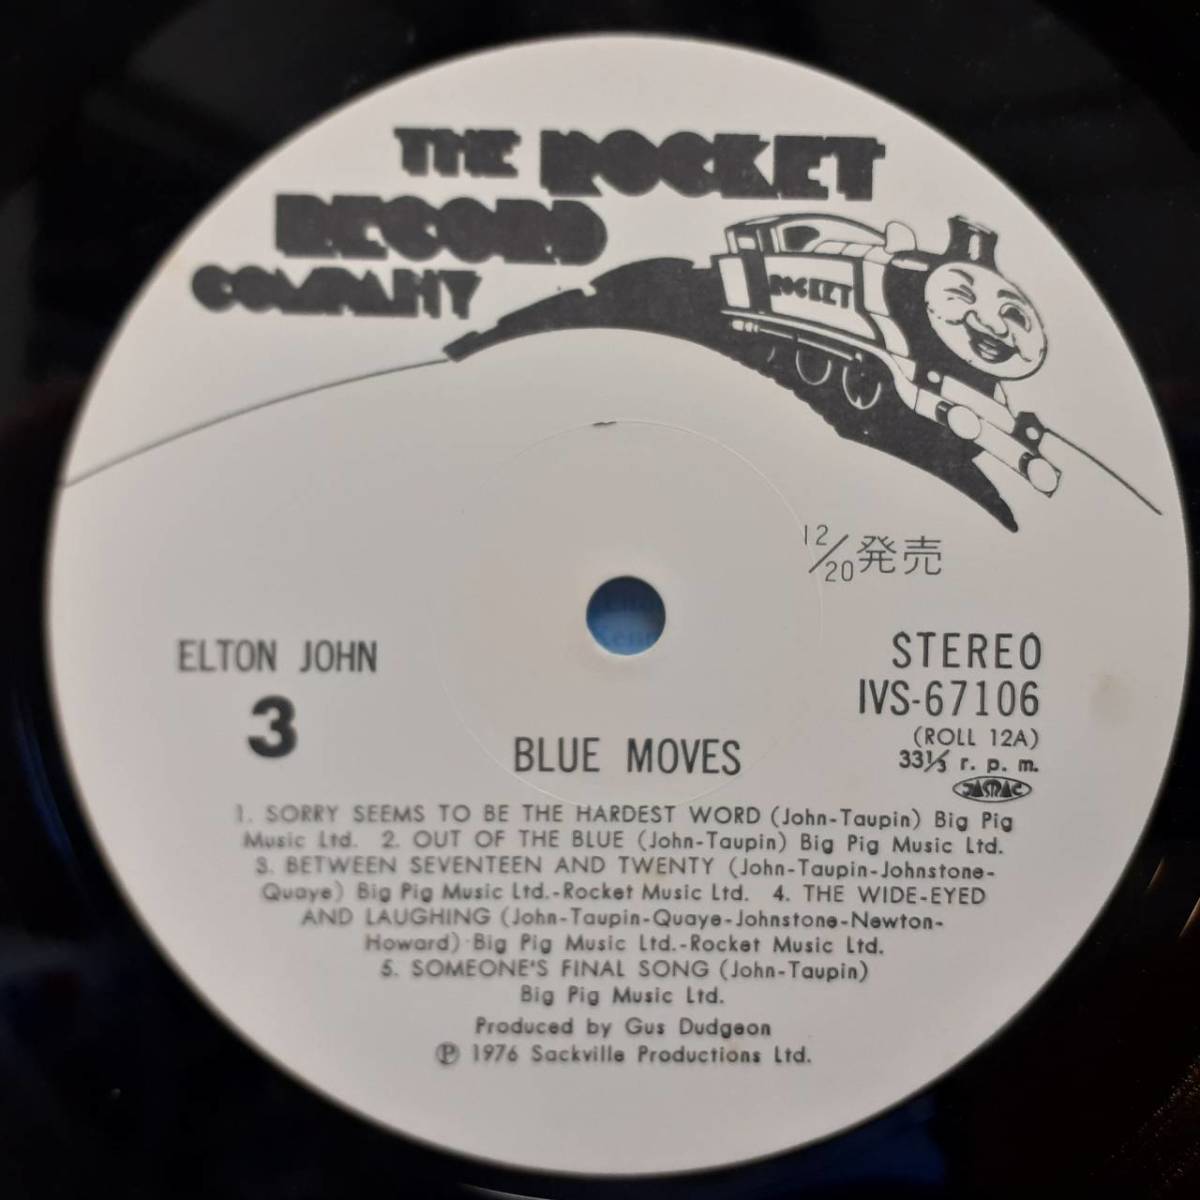 THE ROCKET
RECORD
COMPANY
ROCKET
12/20発売
ELTON JOHN
3
STEREO
IVS-67106
(ROLL 12A)
33⅓ r. p. m.
JASRAC
BLUE MOVES
1. SORRY SEEMS TO BE THE HARDEST WORD (John-Taupin) Big Pig
Music Ltd. 2. OUT OF THE BLUE (John-Taupin) Big Pig Music Ltd.
3. BETWEEN SEVENTEEN AND TWENTY (John-Taupin-Johnstone-
Quaye) Big Pig Music Ltd.-Rocket Music Ltd. 4. THE WIDE-EYED
AND LAUGHING (John-Taupin-Quaye-Johnstone-Newton-
Howard) Big Pig Music Ltd.-Rocket Music Ltd.
5. SOMEONE'S FINAL SONG (John-Taupin)
Big Pig Music Ltd.
Produced by Gus Dudgeon
℗ 1976 Sackville Productions Ltd.